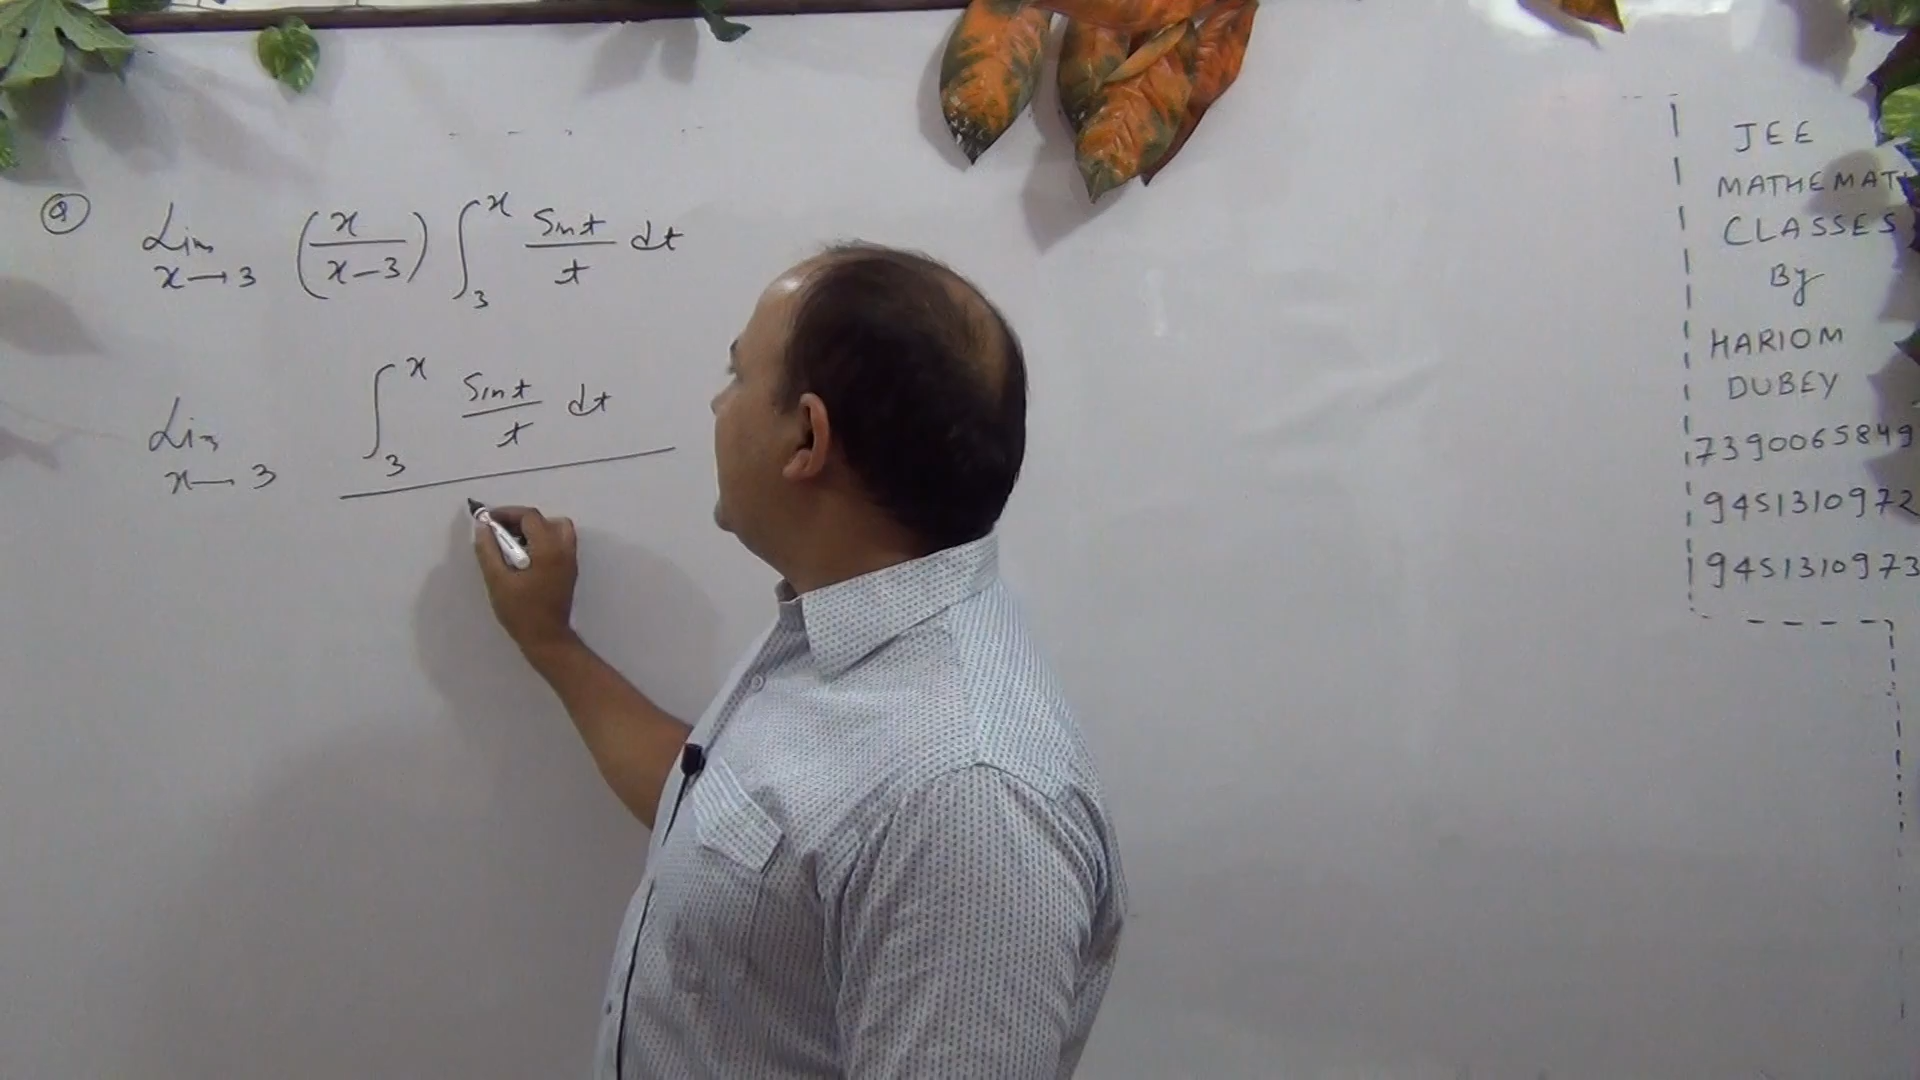 Q Lim x→3 (x/(x-3)) ∫₃ˣ Sint/t dt
Lim x→3 ∫₃ˣ Sint/t dt
JEE
MATHEMAT
CLASSES
By
HARIOM
DUBEY
7390065849
9451310972
9451310973